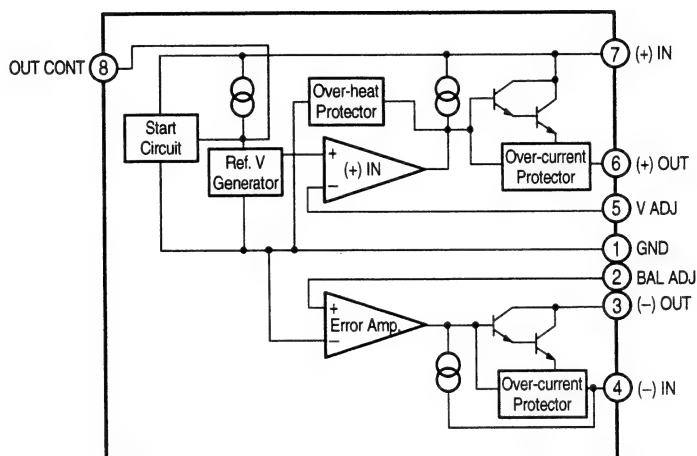 OUT CONT
8
7
(+) IN
Over-heat
Protector
Start
Circuit
Ref. V
Generator
+
(+) IN
−
Over-current
Protector
6
(+) OUT
5
V ADJ
1
GND
2
BAL ADJ
+
Error Amp.
−
3
(−) OUT
Over-current
Protector
4
(−) IN